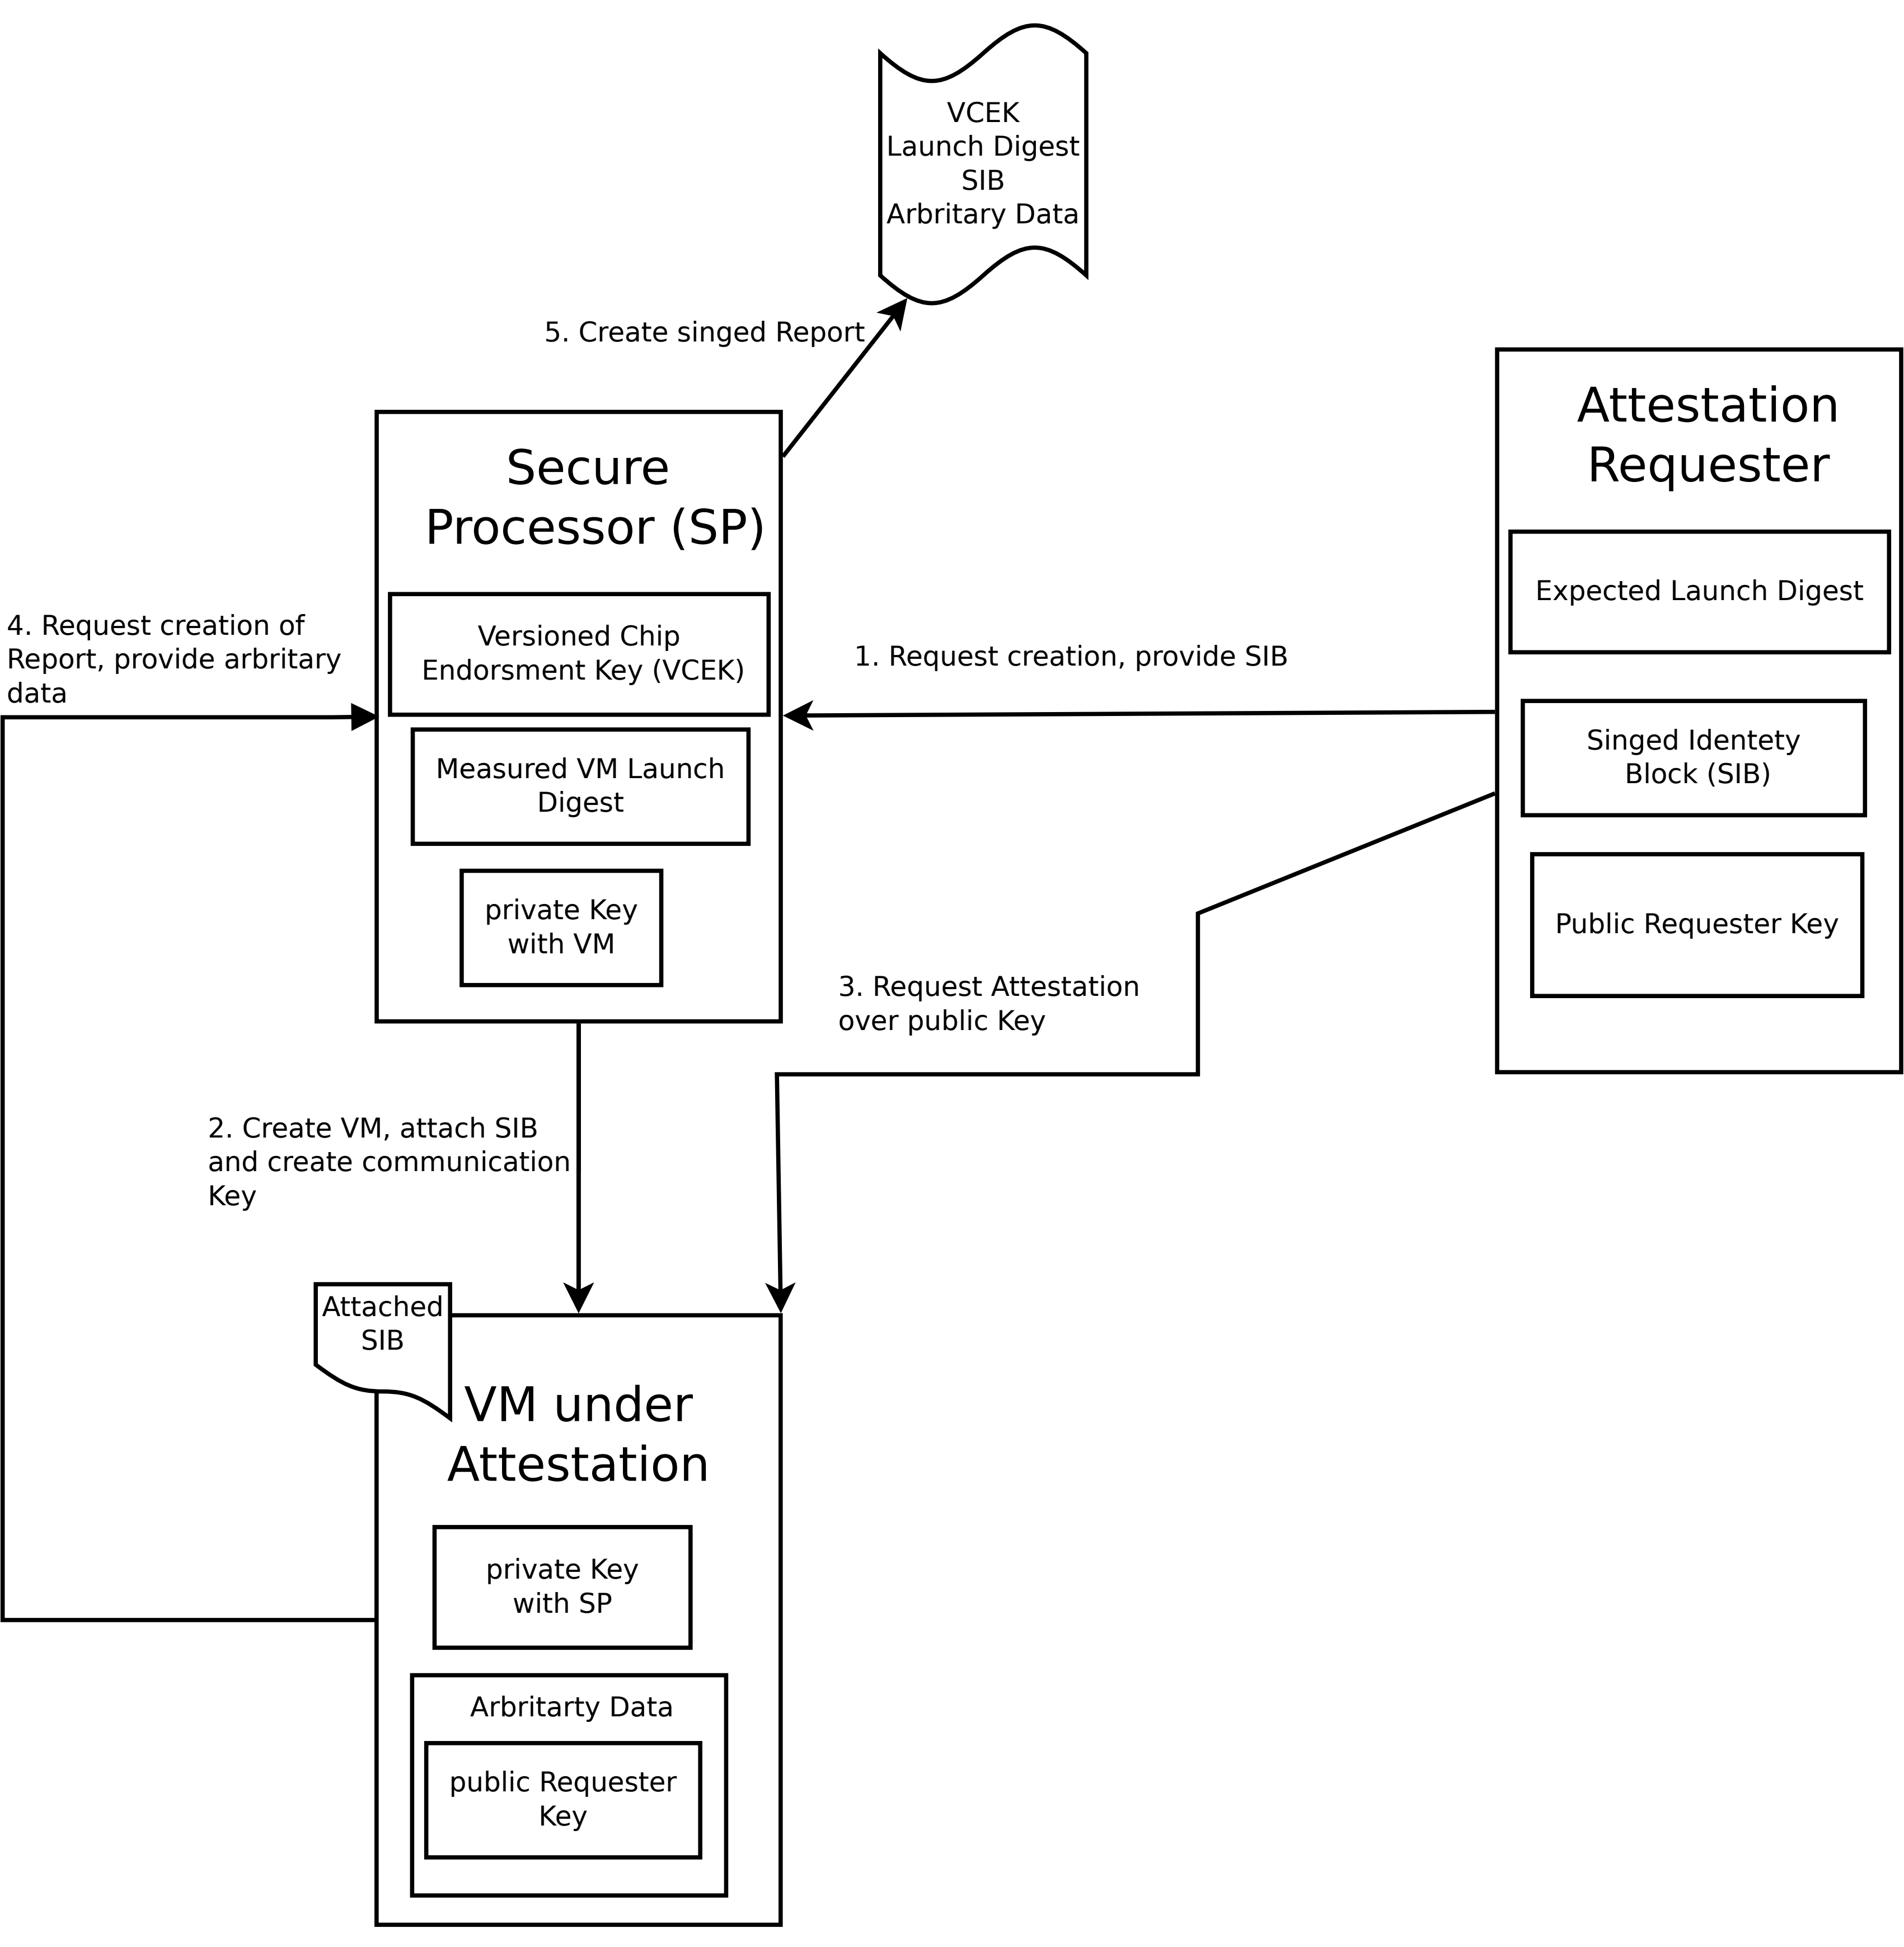 VCEK
Launch Digest
SIB
Arbritary Data
5. Create singed Report
Attestation
Requester
Expected Launch Digest
Singed Identety
Block (SIB)
Public Requester Key
Secure
Processor (SP)
Versioned Chip
Endorsment Key (VCEK)
Measured VM Launch
Digest
private Key
with VM
4. Request creation of
Report, provide arbritary
data
1. Request creation, provide SIB
3. Request Attestation
over public Key
2. Create VM, attach SIB
and create communication
Key
Attached
SIB
VM under
Attestation
private Key
with SP
Arbritarty Data
public Requester
Key